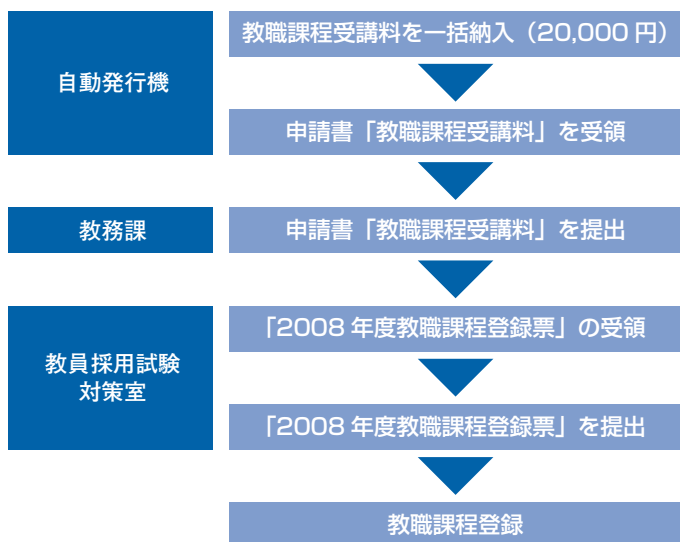 自動発行機
教職課程受講料を一括納入（20,000 円）
申請書「教職課程受講料」を受領
教務課
申請書「教職課程受講料」を提出
教員採用試験
対策室
「2008 年度教職課程登録票」の受領
「2008 年度教職課程登録票」を提出
教職課程登録